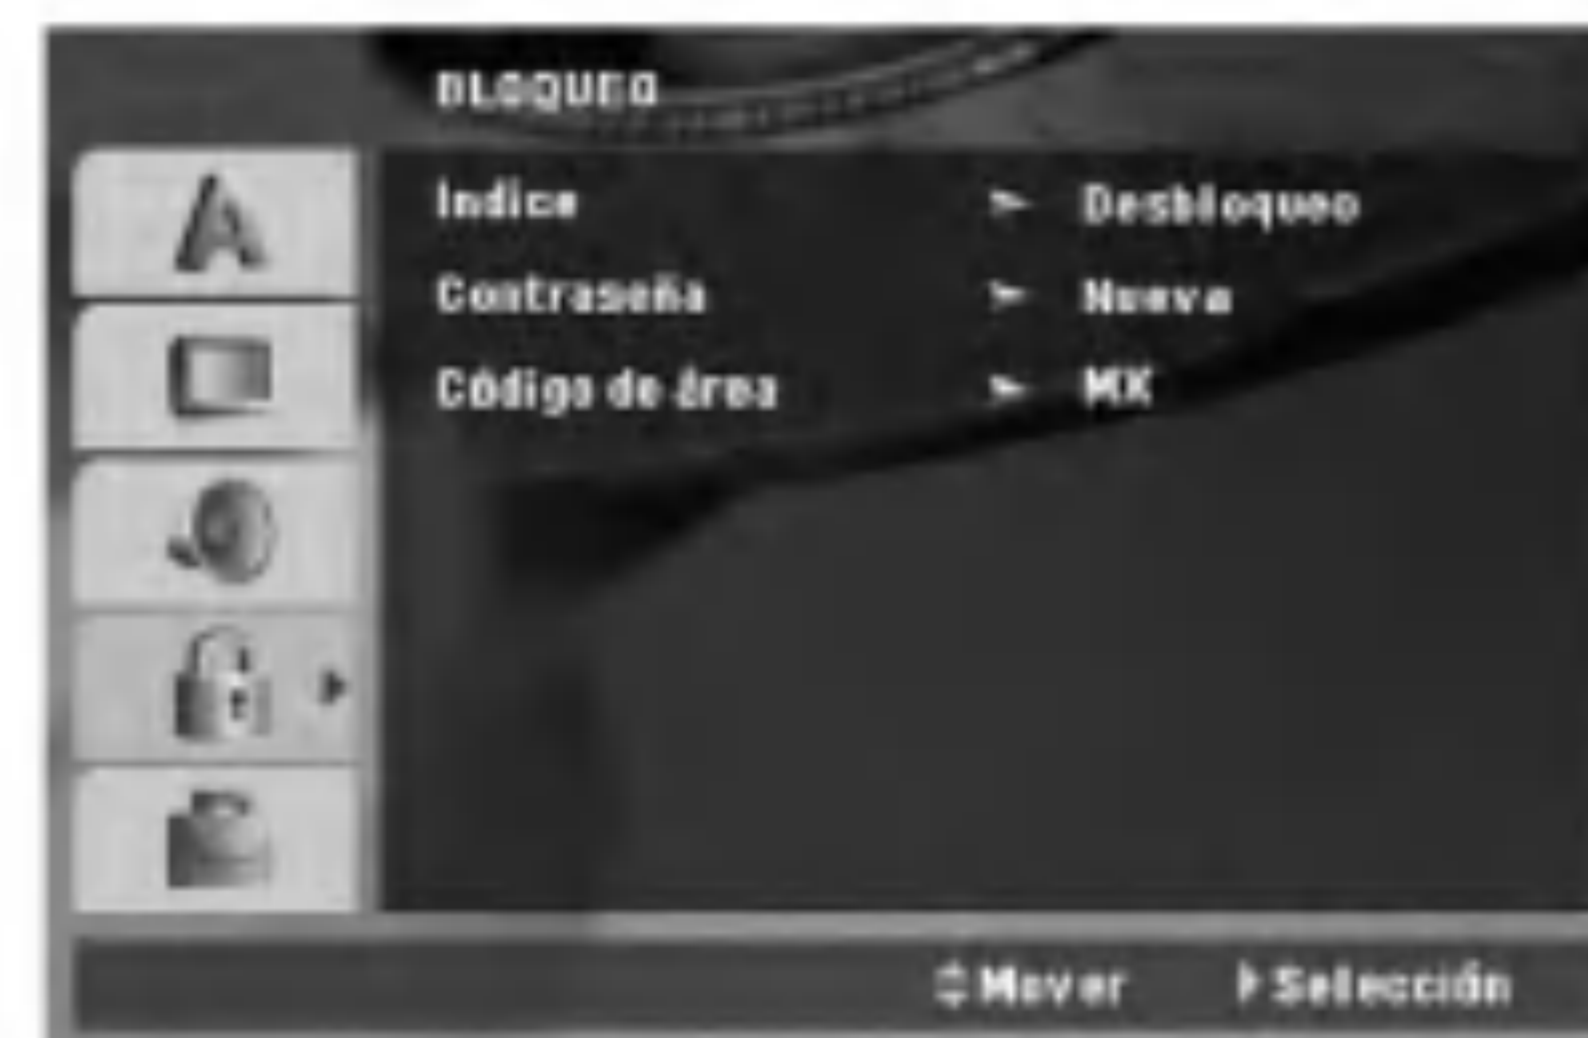 BLOQUEO
Indice ► Desbloqueo
Contraseña ► Nueva
Código de área ► MX
Mover Selección